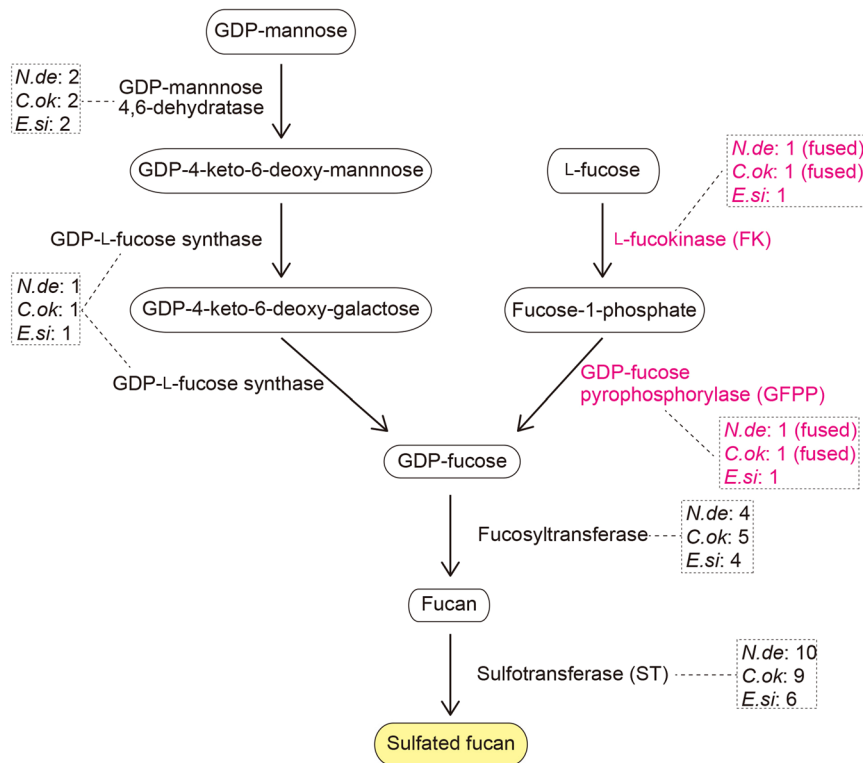 GDP-mannose
N.de: 2
C.ok: 2
E.si: 2
GDP-mannnose
4,6-dehydratase
GDP-4-keto-6-deoxy-mannnose
L-fucose
N.de: 1 (fused)
C.ok: 1 (fused)
E.si: 1
GDP-L-fucose synthase
L-fucokinase (FK)
N.de: 1
C.ok: 1
E.si: 1
GDP-4-keto-6-deoxy-galactose
Fucose-1-phosphate
GDP-L-fucose synthase
GDP-fucose
pyrophosphorylase (GFPP)
N.de: 1 (fused)
C.ok: 1 (fused)
E.si: 1
GDP-fucose
Fucosyltransferase
N.de: 4
C.ok: 5
E.si: 4
Fucan
Sulfotransferase (ST)
N.de: 10
C.ok: 9
E.si: 6
Sulfated fucan